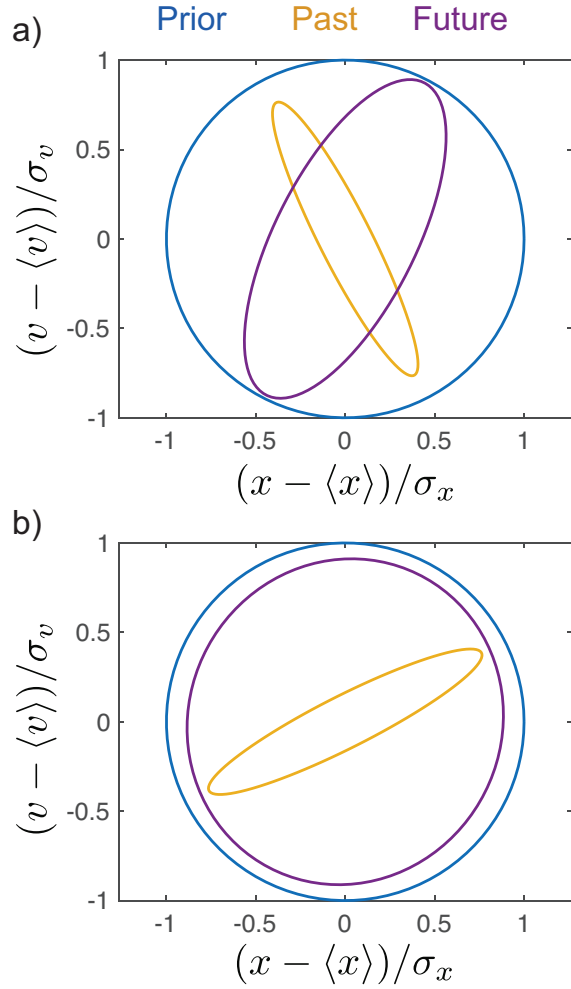 a) Prior Past Future
1
0.5
0
-0.5
-1
(v − ⟨v⟩)/σ_v
-1 -0.5 0 0.5 1
(x − ⟨x⟩)/σ_x
b)
1
0.5
0
-0.5
-1
(v − ⟨v⟩)/σ_v
-1 -0.5 0 0.5 1
(x − ⟨x⟩)/σ_x